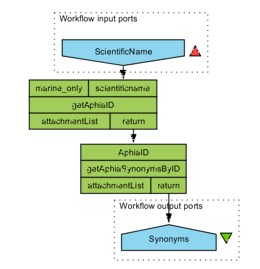 Workflow input ports
ScientificName
marine_only scientificname
getAphiaID
attachmentList return
AphiaID
getAphiaSynonymsByID
attachmentList return
Workflow output ports
Synonyms